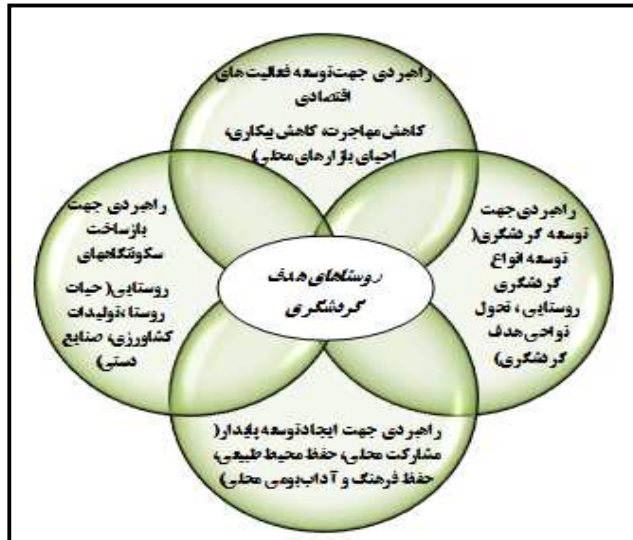 راهبردی جهت توسعه فعالیت‌های
اقتصادی
کاهش مهاجرت، کاهش بیکاری،
احیای بازارهای محلی)
راهبردی جهت
توسعه گردشگری(
توسعه انواع
گردشگری
روستایی، تحول
نواحی هدف
گردشگری)
راهبردی جهت
بازساخت
سکونتگاههای
روستایی( حیات
روستا، تولیدات
کشاورزی، صنایع
دستی)
روستاهای هدف
گردشگری
راهبردی جهت ایجاد توسعه پایدار(
مشارکت محلی، حفظ محیط طبیعی،
حفظ فرهنگ و آداب بومی محلی)